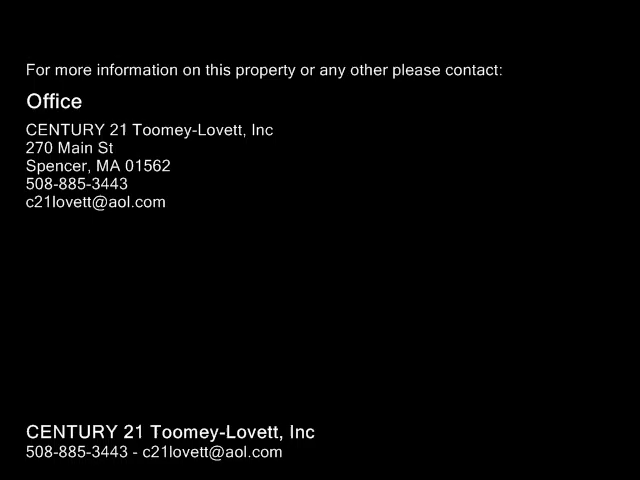 For more information on this property or any other please contact:
Office
CENTURY 21 Toomey-Lovett, Inc
270 Main St
Spencer, MA 01562
508-885-3443
c21lovett@aol.com
CENTURY 21 Toomey-Lovett, Inc
508-885-3443 - c21lovett@aol.com